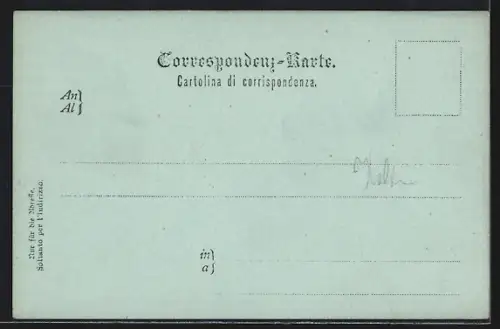 Correspondenz-Karte.
Cartolina di corrispondenza.
An}
Al}
in}
a}
Nur für die Adresse.
Soltanto per l'indirizzo.